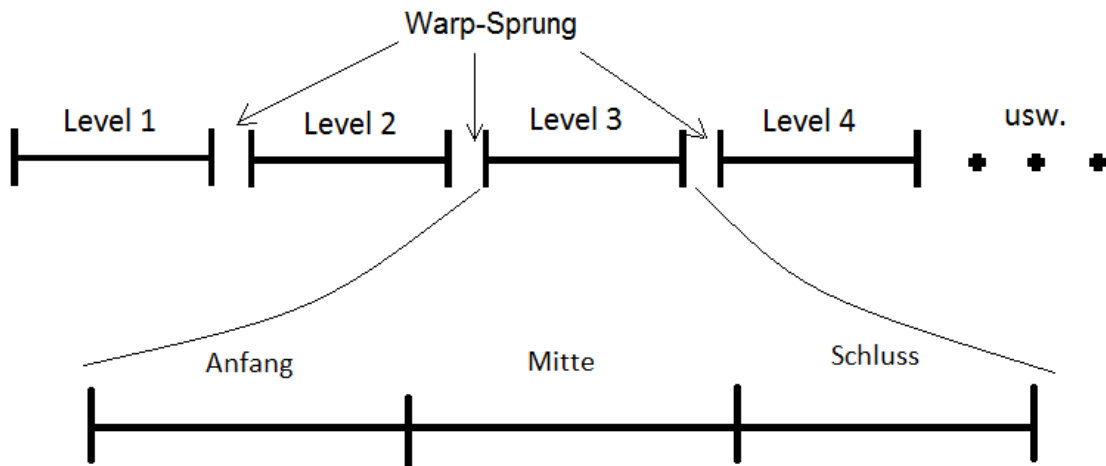 Warp-Sprung
Level 1
Level 2
Level 3
Level 4
usw.
Anfang
Mitte
Schluss